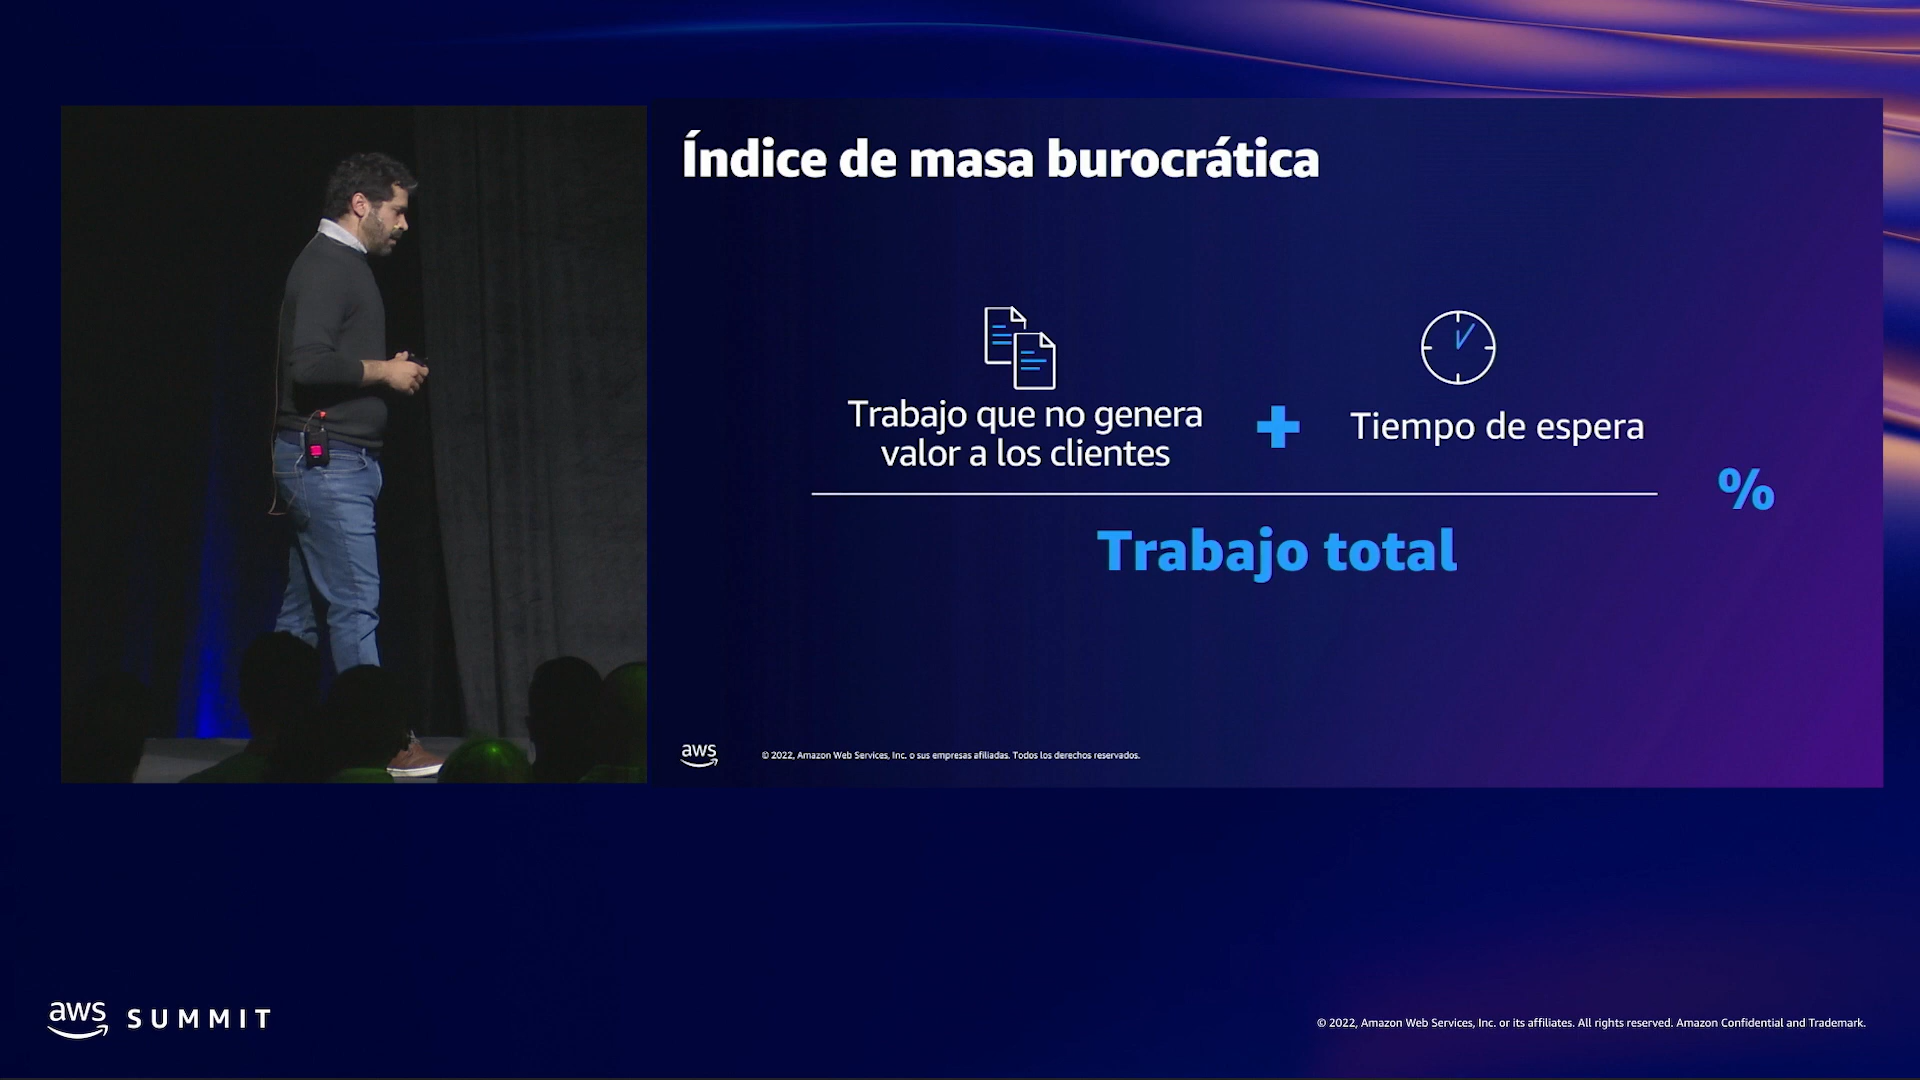 Índice de masa burocrática
Trabajo que no genera
valor a los clientes
Tiempo de espera
%
Trabajo total
aws
© 2022, Amazon Web Services, Inc. o sus empresas afiliadas. Todos los derechos reservados.
aws SUMMIT
© 2022, Amazon Web Services, Inc. or its affiliates. All rights reserved. Amazon Confidential and Trademark.